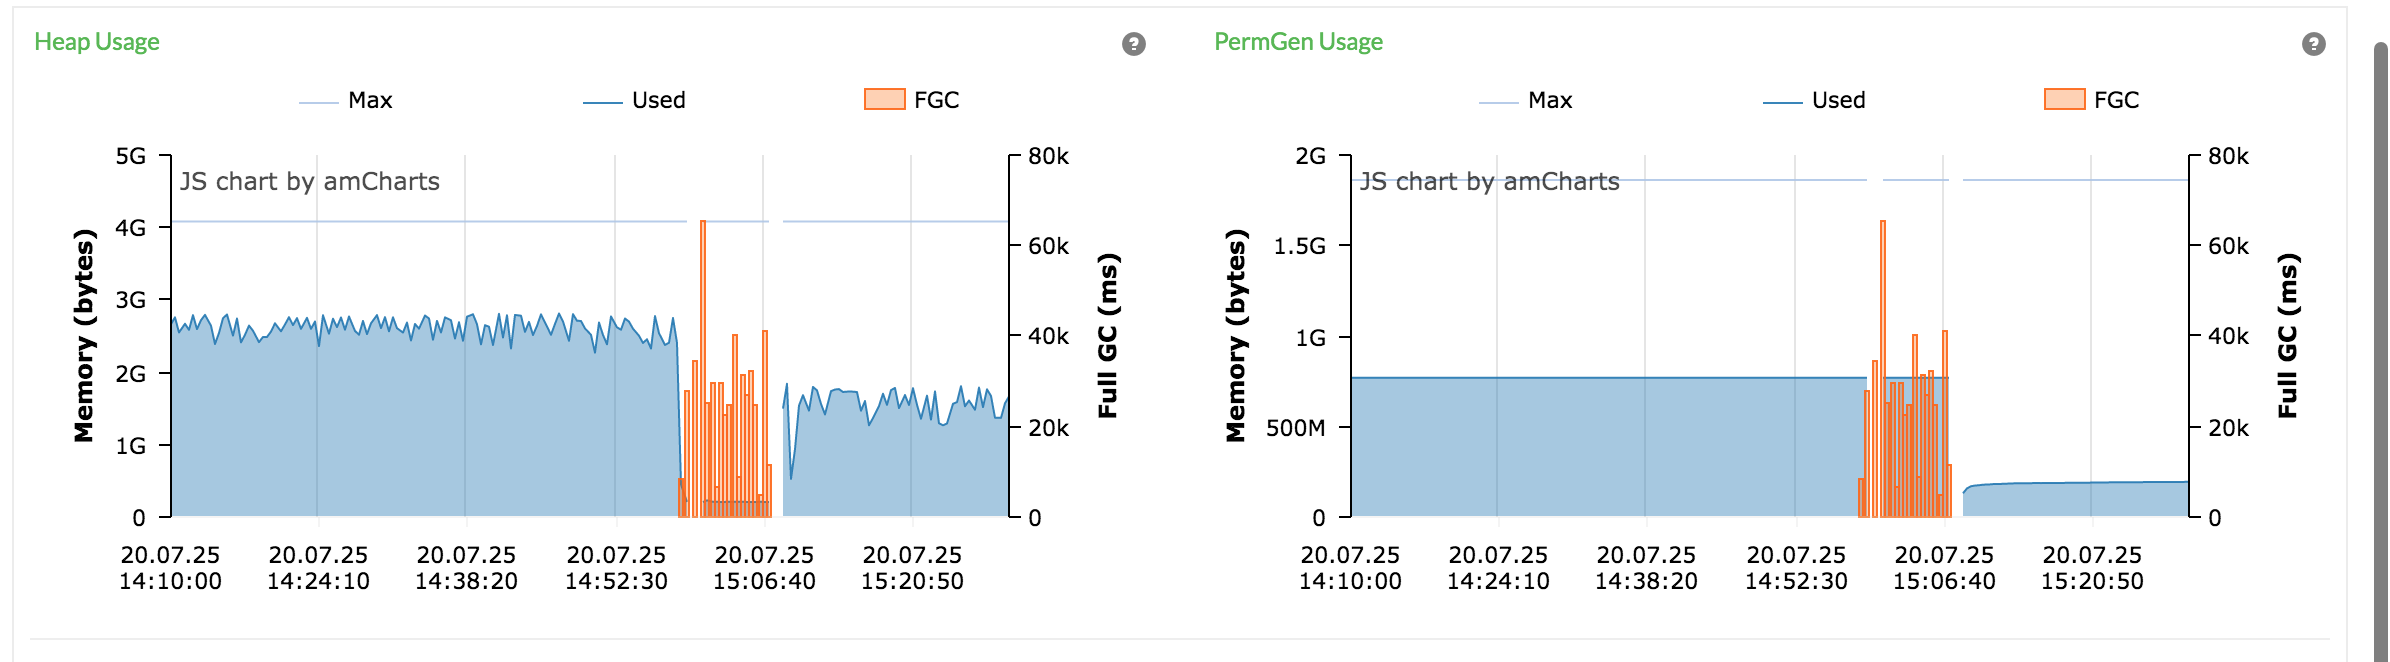 Heap Usage
?
Max
Used
FGC
JS chart by amCharts
5G
4G
3G
2G
1G
0
Memory (bytes)
80k
60k
40k
20k
0
Full GC (ms)
20.07.25 20.07.25 20.07.25 20.07.25 20.07.25 20.07.25
14:10:00 14:24:10 14:38:20 14:52:30 15:06:40 15:20:50
PermGen Usage
?
Max
Used
FGC
JS chart by amCharts
2G
1.5G
1G
500M
0
Memory (bytes)
80k
60k
40k
20k
0
Full GC (ms)
20.07.25 20.07.25 20.07.25 20.07.25 20.07.25 20.07.25
14:10:00 14:24:10 14:38:20 14:52:30 15:06:40 15:20:50